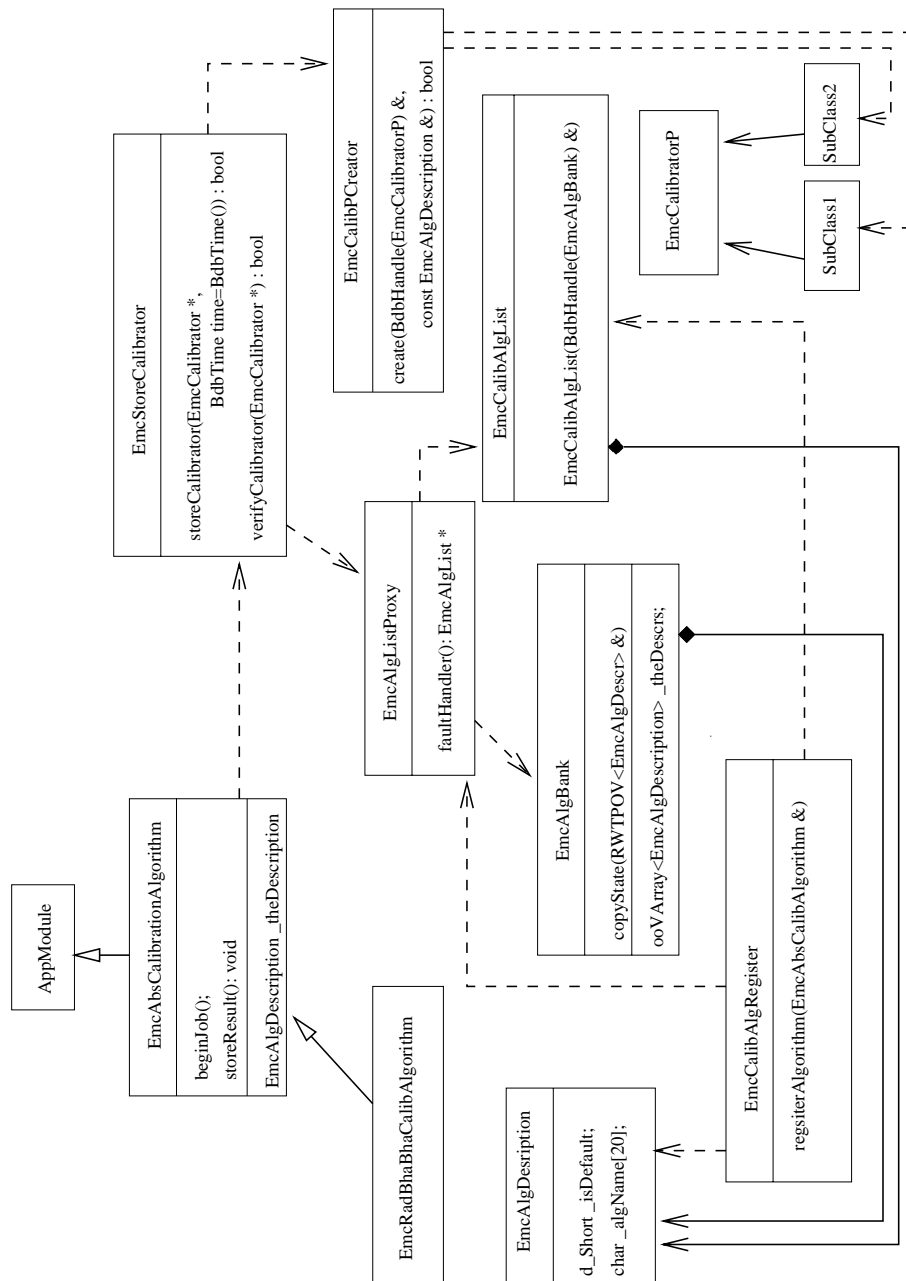 AppModule
EmcAbsCalibrationAlgorithm
beginJob();
storeResult(): void
EmcAlgDescription _theDescription
EmcRadBhaBhaCalibAlgorithm
EmcStoreCalibrator
storeCalibrator(EmcCalibrator *,
BdbTime time=BdbTime()) : bool
verifyCalibrator(EmcCalibrator *) : bool
EmcCalibPCreator
create(BdbHandle(EmcCalibratorP) &,
const EmcAlgDescription &) : bool
EmcAlgListProxy
faultHandler(): EmcAlgList *
EmcCalibAlgList
EmcCalibAlgList(BdbHandle(EmcAlgBank) &)
EmcAlgBank
copyState(RWTPOV<EmcAlgDescr> &)
ooVArray<EmcAlgDescription> _theDescrs;
EmcCalibratorP
SubClass1
SubClass2
EmcAlgDesription
d_Short _isDefault;
char _algName[20];
EmcCalibAlgRegister
regsiterAlgorithm(EmcAbsCalibAlgorithm &)